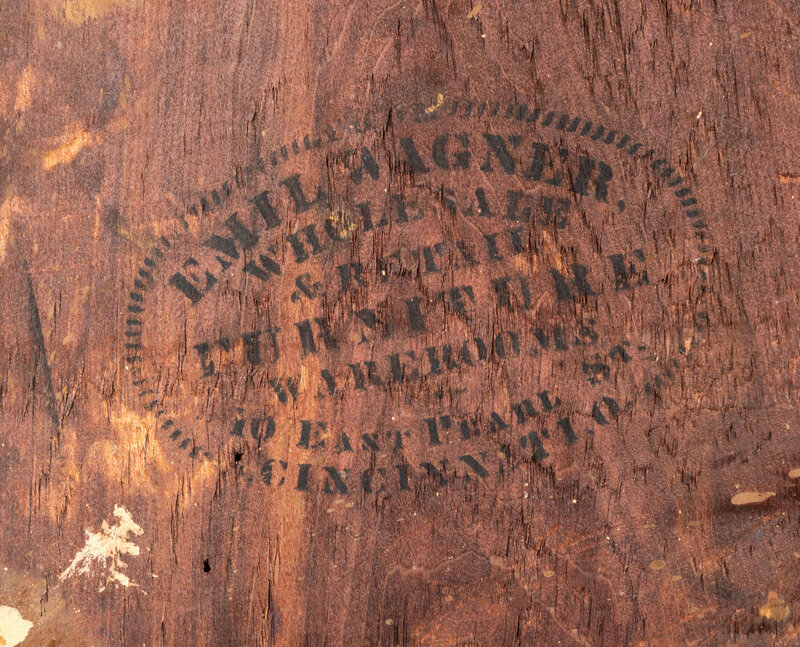 EMIL WAGNER,
WHOLESALE
& RETAIL
FURNITURE
WAREROOMS
10 EAST PEARL ST.
CINCINNATI O.